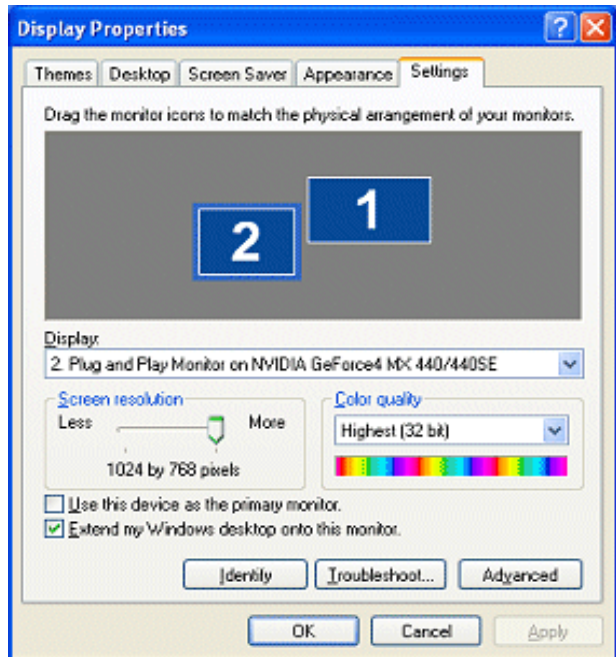 Display Properties
Themes Desktop Screen Saver Appearance Settings
Drag the monitor icons to match the physical arrangement of your monitors.
1
2
Display:
2. Plug and Play Monitor on NVIDIA GeForce4 MX 440/440SE
Screen resolution
Less More
1024 by 768 pixels
Color quality
Highest (32 bit)
Use this device as the primary monitor.
Extend my Windows desktop onto this monitor.
Identify Troubleshoot... Advanced
OK Cancel Apply